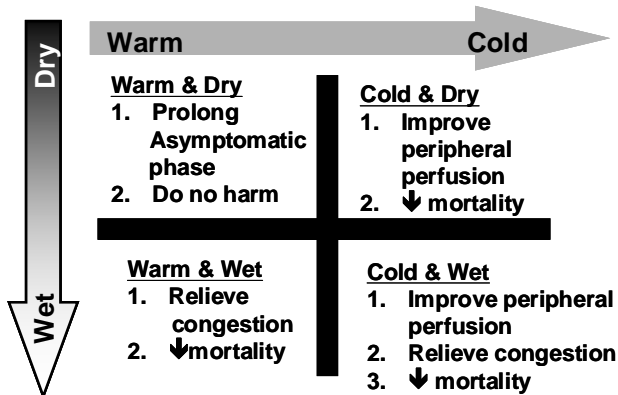 Warm Cold
Dry
Warm & Dry
1. Prolong
Asymptomatic
phase
2. Do no harm
Cold & Dry
1. Improve
peripheral
perfusion
2. 🡻 mortality
Wet
Warm & Wet
1. Relieve
congestion
2. 🡻mortality
Cold & Wet
1. Improve peripheral
perfusion
2. Relieve congestion
3. 🡻 mortality